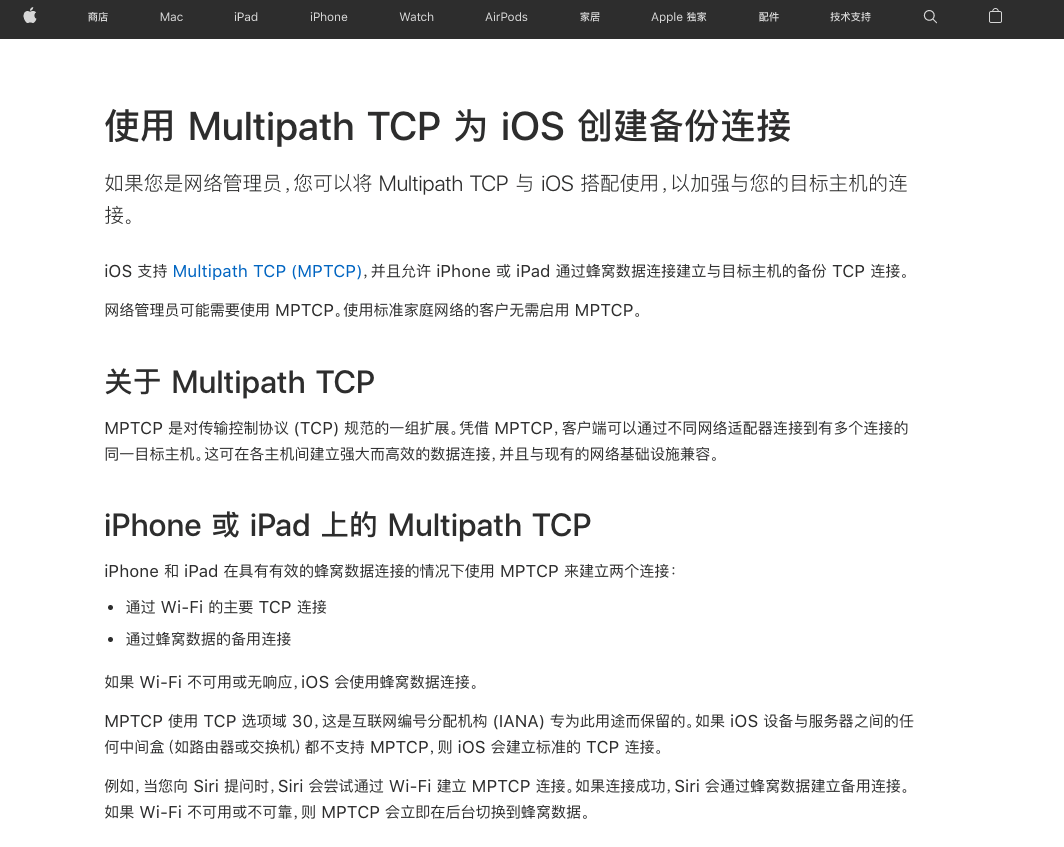 商店 Mac iPad iPhone Watch AirPods 家居 Apple 独家 配件 技术支持
使用 Multipath TCP 为 iOS 创建备份连接
如果您是网络管理员，您可以将 Multipath TCP 与 iOS 搭配使用，以加强与您的目标主机的连
接。
iOS 支持 Multipath TCP (MPTCP)，并且允许 iPhone 或 iPad 通过蜂窝数据连接建立与目标主机的备份 TCP 连接。
网络管理员可能需要使用 MPTCP。使用标准家庭网络的客户无需启用 MPTCP。
关于 Multipath TCP
MPTCP 是对传输控制协议 (TCP) 规范的一组扩展。凭借 MPTCP，客户端可以通过不同网络适配器连接到有多个连接的
同一目标主机。这可在各主机间建立强大而高效的数据连接，并且与现有的网络基础设施兼容。
iPhone 或 iPad 上的 Multipath TCP
iPhone 和 iPad 在具有有效的蜂窝数据连接的情况下使用 MPTCP 来建立两个连接：
• 通过 Wi-Fi 的主要 TCP 连接
• 通过蜂窝数据的备用连接
如果 Wi-Fi 不可用或无响应，iOS 会使用蜂窝数据连接。
MPTCP 使用 TCP 选项域 30，这是互联网编号分配机构 (IANA) 专为此用途而保留的。如果 iOS 设备与服务器之间的任
何中间盒（如路由器或交换机）都不支持 MPTCP，则 iOS 会建立标准的 TCP 连接。
例如，当您向 Siri 提问时，Siri 会尝试通过 Wi-Fi 建立 MPTCP 连接。如果连接成功，Siri 会通过蜂窝数据建立备用连接。
如果 Wi-Fi 不可用或不可靠，则 MPTCP 会立即在后台切换到蜂窝数据。